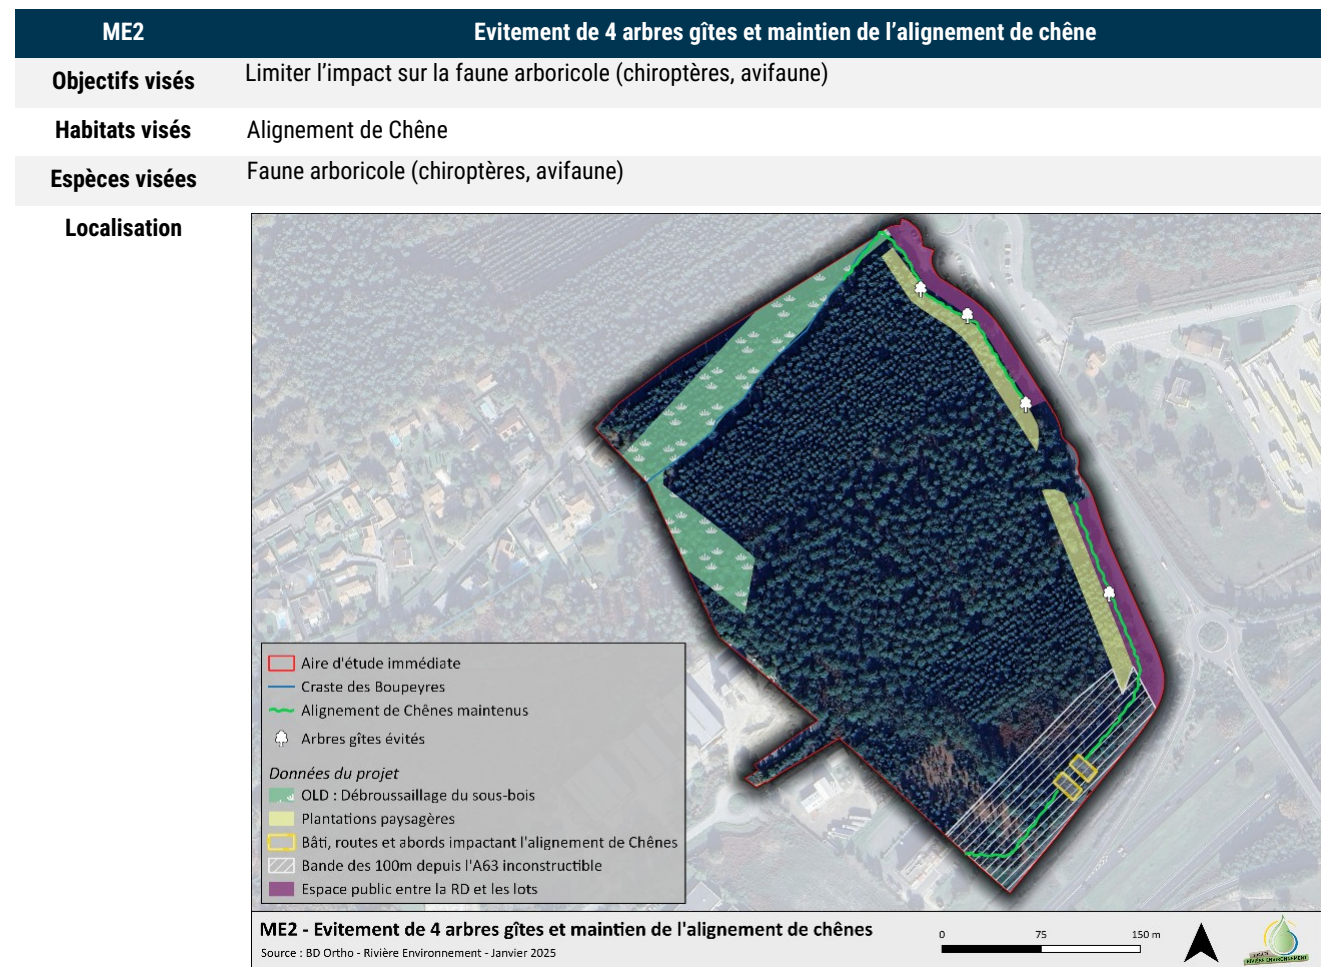 ME2 Evitement de 4 arbres gîtes et maintien de l’alignement de chêne
Objectifs visés Limiter l’impact sur la faune arboricole (chiroptères, avifaune)
Habitats visés Alignement de Chêne
Espèces visées Faune arboricole (chiroptères, avifaune)
Localisation
Aire d'étude immédiate
Craste des Boupeyres
Alignement de Chênes maintenus
Arbres gîtes évités
Données du projet
OLD : Débroussaillage du sous-bois
Plantations paysagères
Bâti, routes et abords impactant l'alignement de Chênes
Bande des 100m depuis l'A63 inconstructible
Espace public entre la RD et les lots
ME2 - Evitement de 4 arbres gîtes et maintien de l'alignement de chênes
Source : BD Ortho - Rivière Environnement - Janvier 2025
0 75 150 m
RIVIÈRE ENVIRONNEMENT